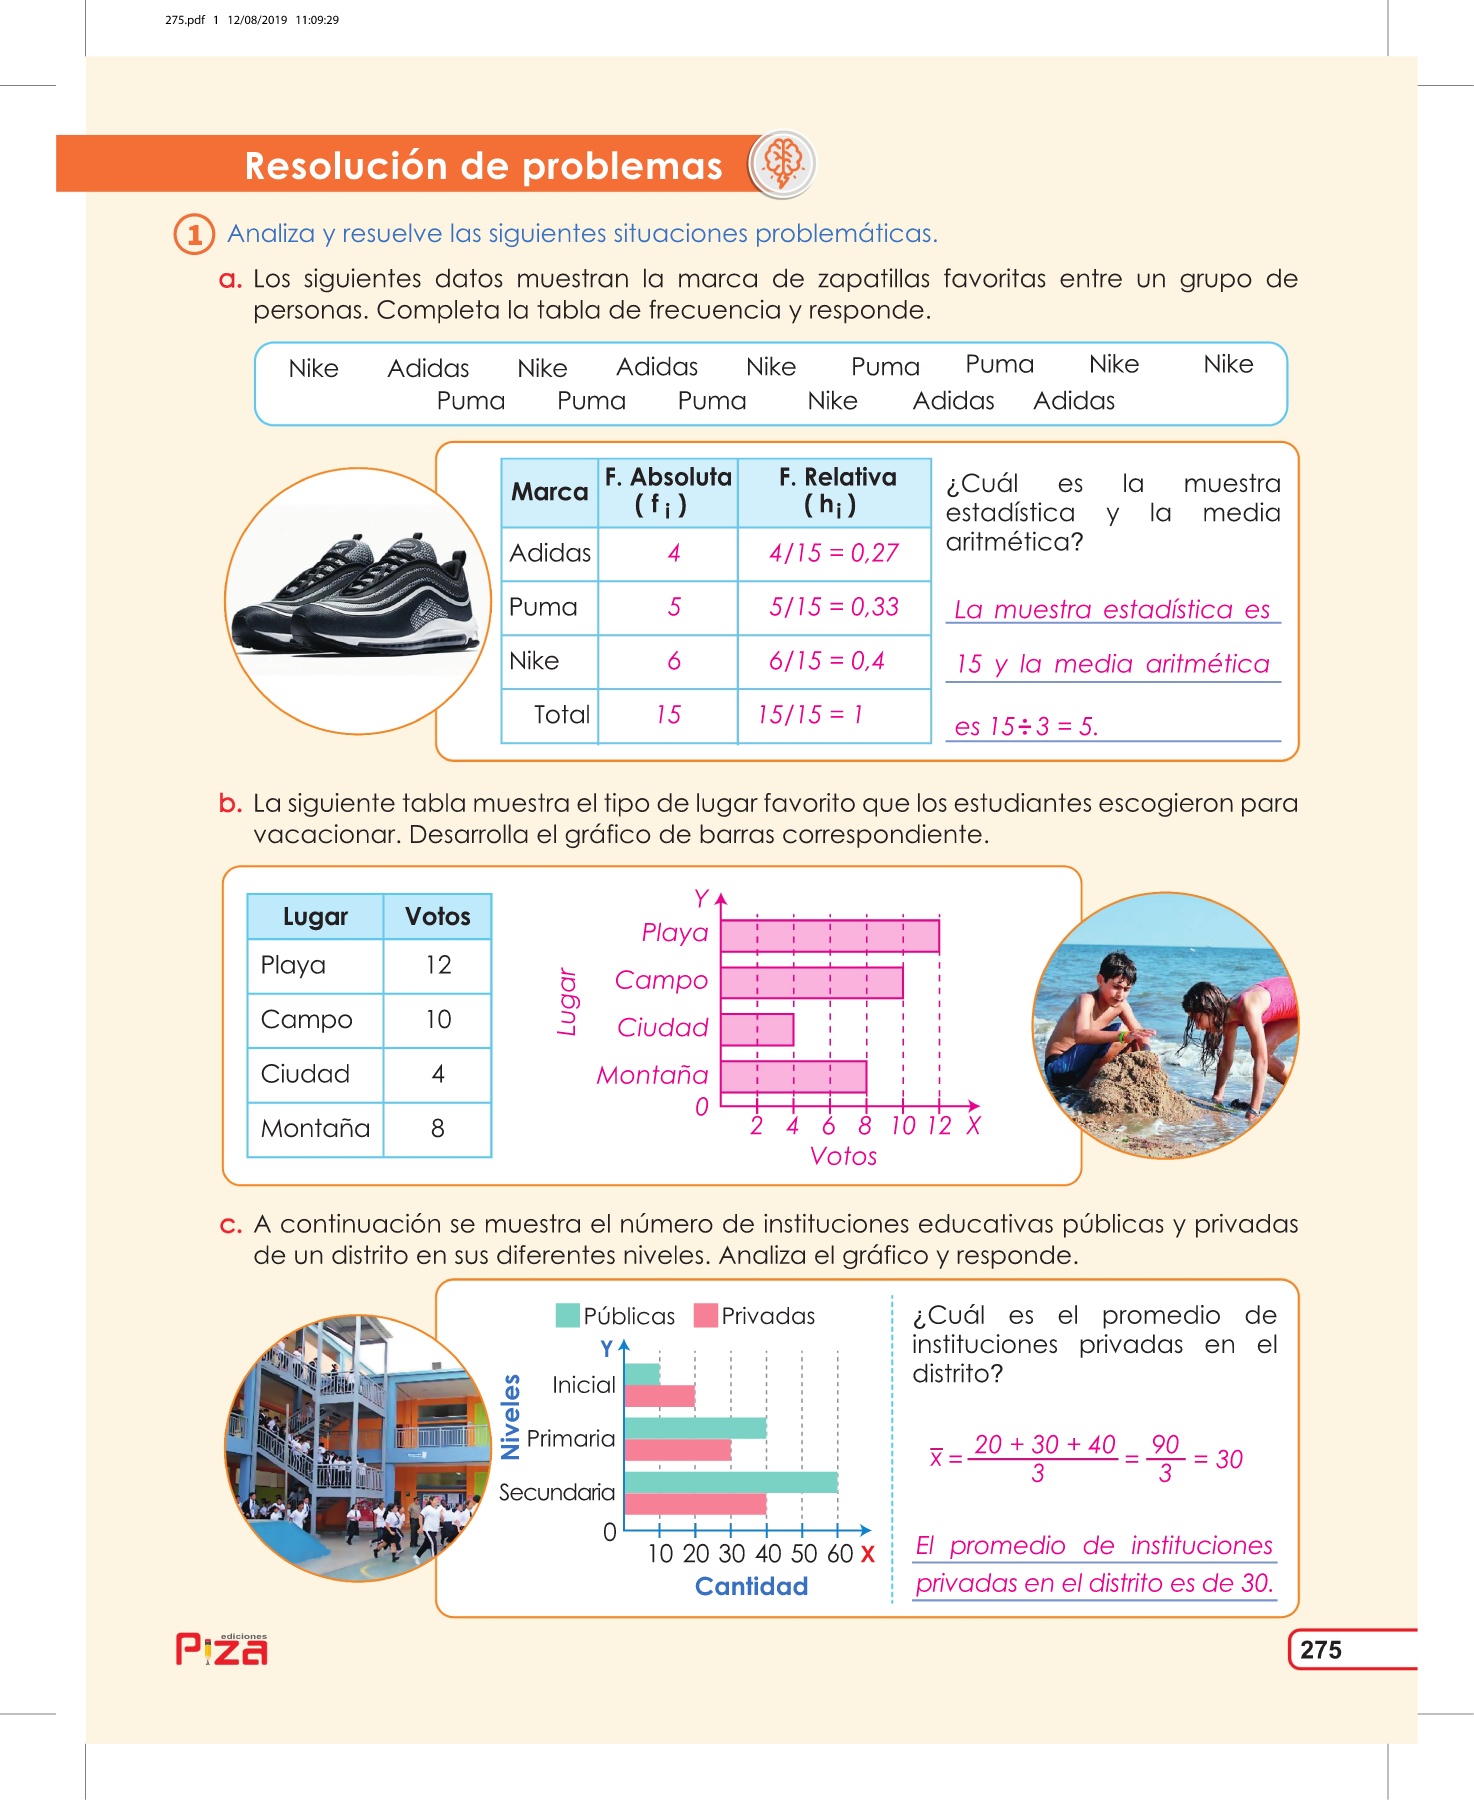 275.pdf 1 12/08/2019 11:09:29
Resolución de problemas
1 Analiza y resuelve las siguientes situaciones problemáticas.
a. Los siguientes datos muestran la marca de zapatillas favoritas entre un grupo de
personas. Completa la tabla de frecuencia y responde.
Nike Adidas Nike Adidas Nike Puma Puma Nike Nike
Puma Puma Puma Nike Adidas Adidas
Marca F. Absoluta ( fi ) F. Relativa ( hi )
Adidas 4 4/15 = 0,27
Puma 5 5/15 = 0,33
Nike 6 6/15 = 0,4
Total 15 15/15 = 1
¿Cuál es la muestra
estadística y la media
aritmética?
La muestra estadística es
15 y la media aritmética
es 15÷3 = 5.
b. La siguiente tabla muestra el tipo de lugar favorito que los estudiantes escogieron para
vacacionar. Desarrolla el gráfico de barras correspondiente.
Lugar Votos
Playa 12
Campo 10
Ciudad 4
Montaña 8
Y
Lugar
Playa
Campo
Ciudad
Montaña
0
2 4 6 8 10 12 X
Votos
c. A continuación se muestra el número de instituciones educativas públicas y privadas
de un distrito en sus diferentes niveles. Analiza el gráfico y responde.
Públicas Privadas
Y
Niveles
Inicial
Primaria
Secundaria
0
10 20 30 40 50 60 X
Cantidad
¿Cuál es el promedio de
instituciones privadas en el
distrito?
x̅ = 20 + 30 + 40 / 3 = 90 / 3 = 30
El promedio de instituciones
privadas en el distrito es de 30.
ediciones
Piza
275